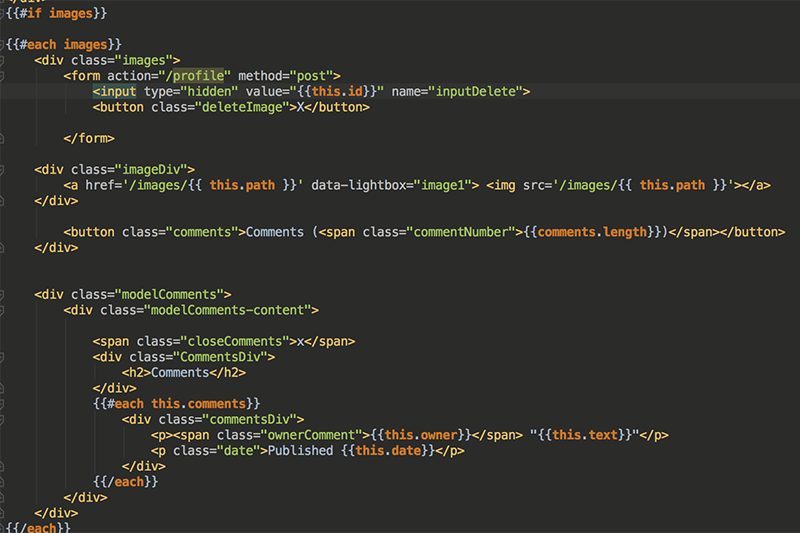 {{#if images}}
{{#each images}}
<div class="images">
<form action="/profile" method="post">
<input type="hidden" value="{{this.id}}" name="inputDelete">
<button class="deleteImage">X</button>
</form>
<div class="imageDiv">
<a href='/images/{{ this.path }}' data-lightbox="image1"> <img src='/images/{{ this.path }}'></a>
</div>
<button class="comments">Comments (<span class="commentNumber">{{comments.length}})</span></button>
</div>
<div class="modelComments">
<div class="modelComments-content">
<span class="closeComments">x</span>
<div class="CommentsDiv">
<h2>Comments</h2>
</div>
{{#each this.comments}}
<div class="commentsDiv">
<p><span class="ownerComment">{{this.owner}}</span> "{{this.text}}"</p>
<p class="date">Published {{this.date}}</p>
</div>
{{/each}}
</div>
</div>
{{/each}}